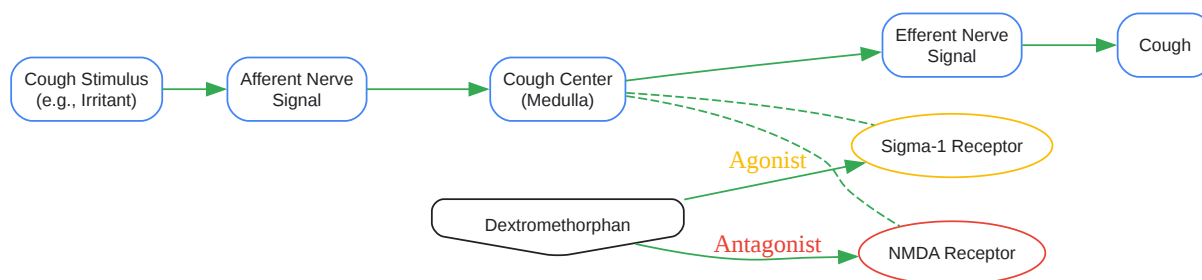 Cough Stimulus
(e.g., Irritant)
Afferent Nerve
Signal
Cough Center
(Medulla)
Efferent Nerve
Signal
Cough
Sigma-1 Receptor
Agonist
Dextromethorphan
Antagonist
NMDA Receptor